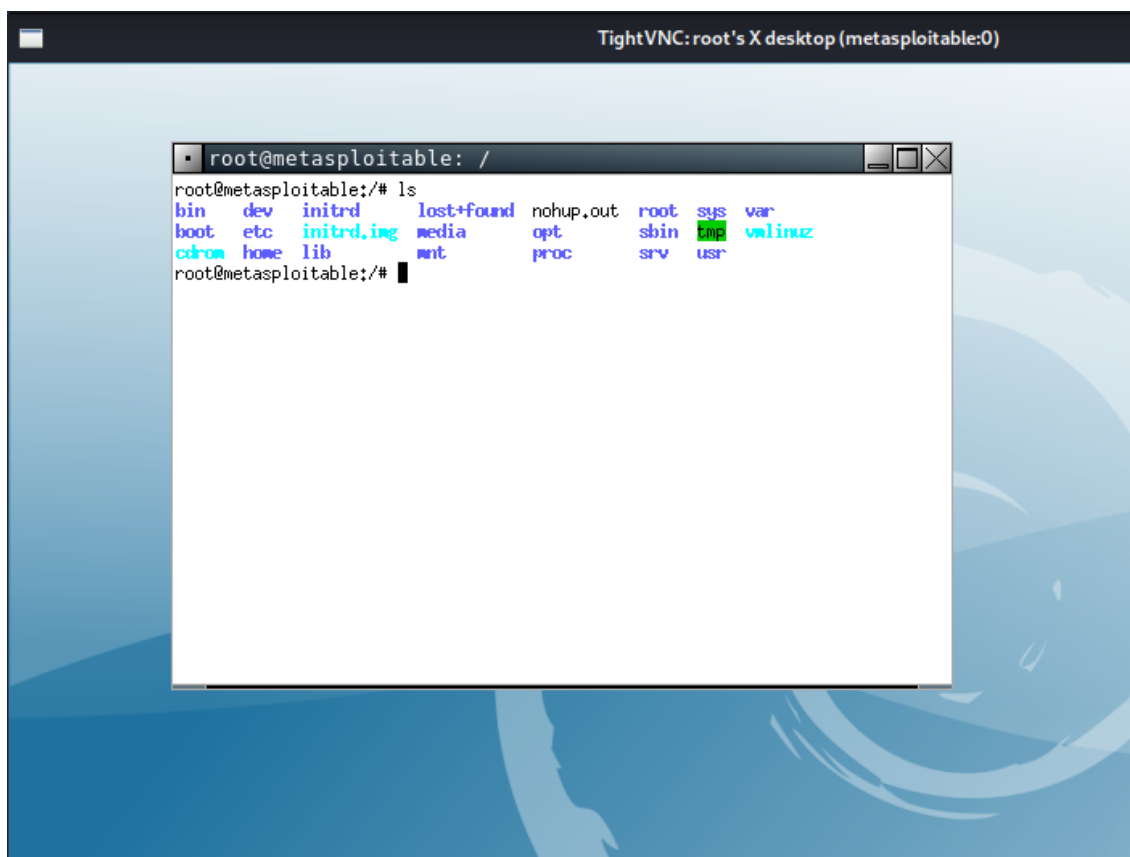 TightVNC: root's X desktop (metasploitable:0)
root@metasploitable: /
root@metasploitable:/# ls
bin dev initrd lost+found nohup.out root sys var
boot etc initrd.img media opt sbin tmp vmlinuz
cdrom home lib mnt proc srv usr
root@metasploitable:/#